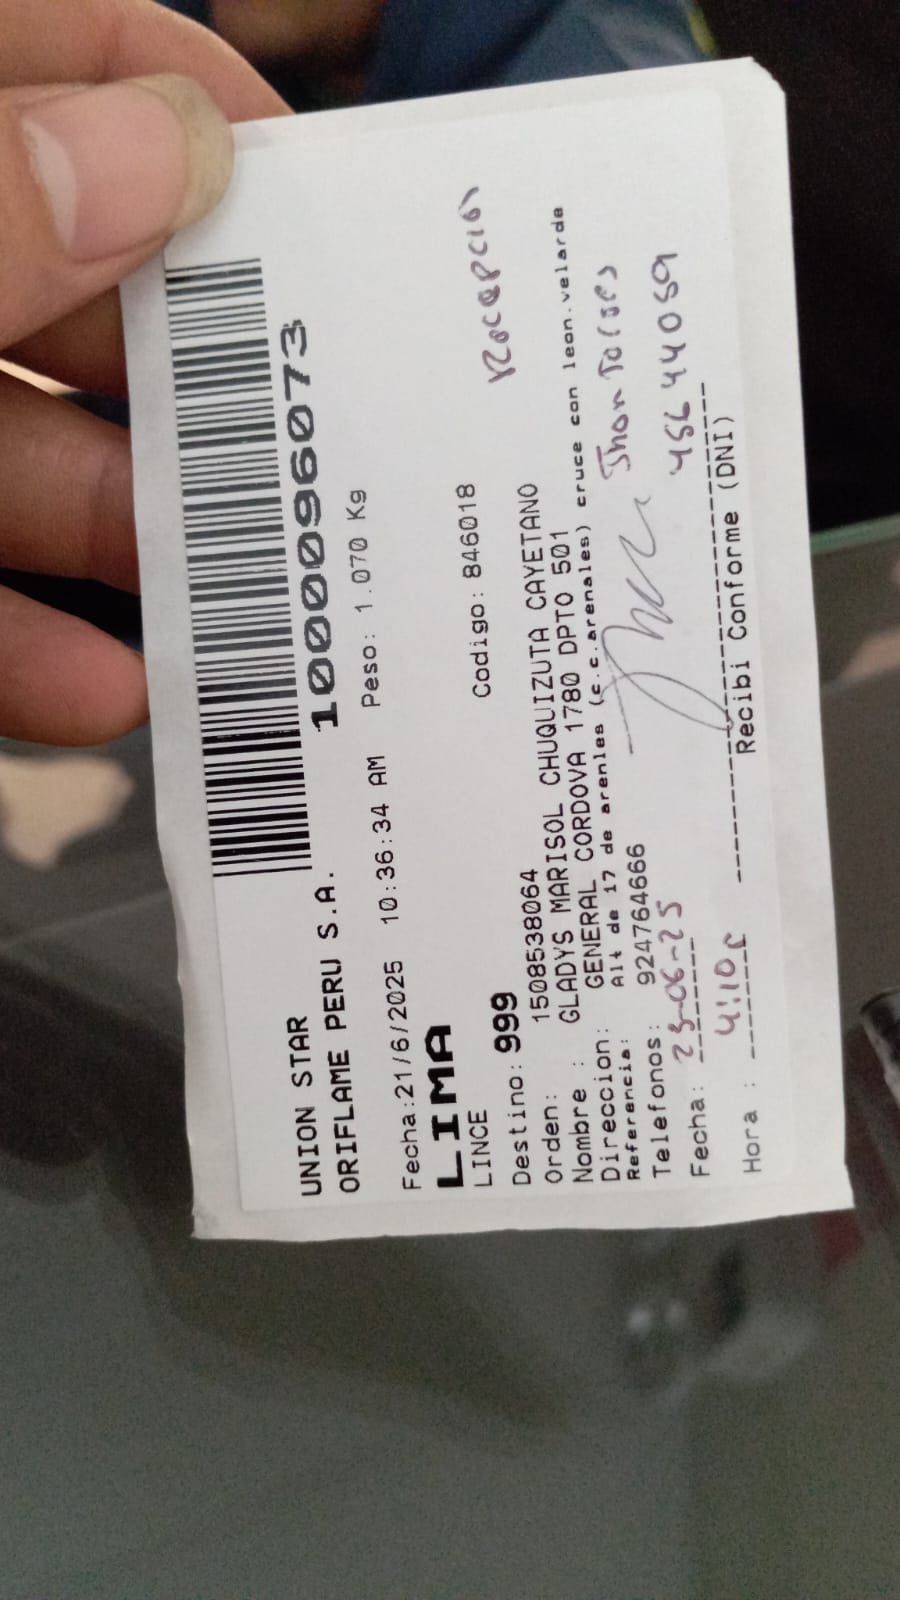 UNION STAR
ORIFLAME PERU S.A.
10000096073
Fecha:21/6/2025 10:36:34 AM Peso: 1.070 Kg
LIMA
LINCE Codigo: 846018
Recepción
Destino: 999
Orden: 1508538064
Nombre : GLADYS MARISOL CHUQUIZUTA CAYETANO
Direccion: GENERAL CORDOVA 1780 DPTO 501
Referencia: Alt de 17 de arenles (c.c.arenales) cruce con leon.velarde
Telefonos: 924764666
Jhon Torres
Fecha: 23-06-25
45644059
Hora : 4:10
Recibi Conforme (DNI)